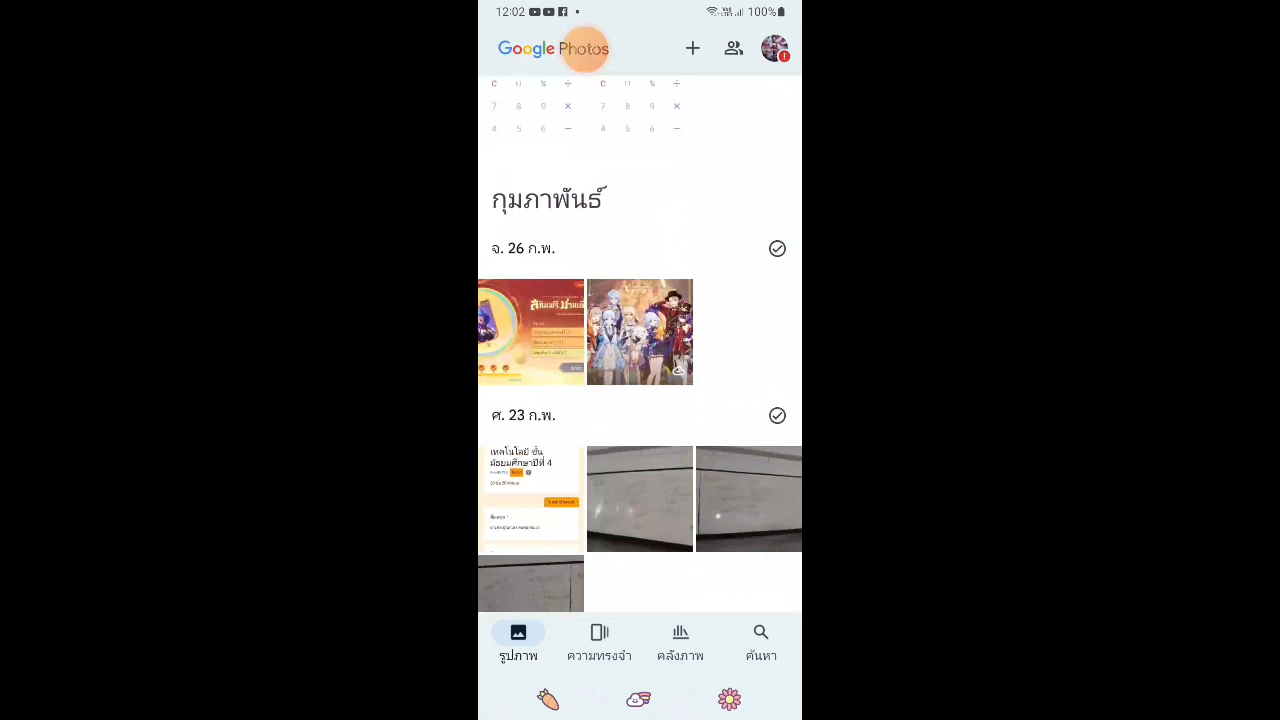 12:02 100%
Google Photos
C 0 % ÷ C 0 % ÷
7 8 9 × 7 8 9 ×
4 5 6 − 4 5 6 −
กุมภาพันธ์
จ. 26 ก.พ.
ศ. 23 ก.พ.
เทคโนโลยี ชั้น
มัธยมศึกษาปีที่ 4
รูปภาพ ความทรงจำ คลังภาพ ค้นหา